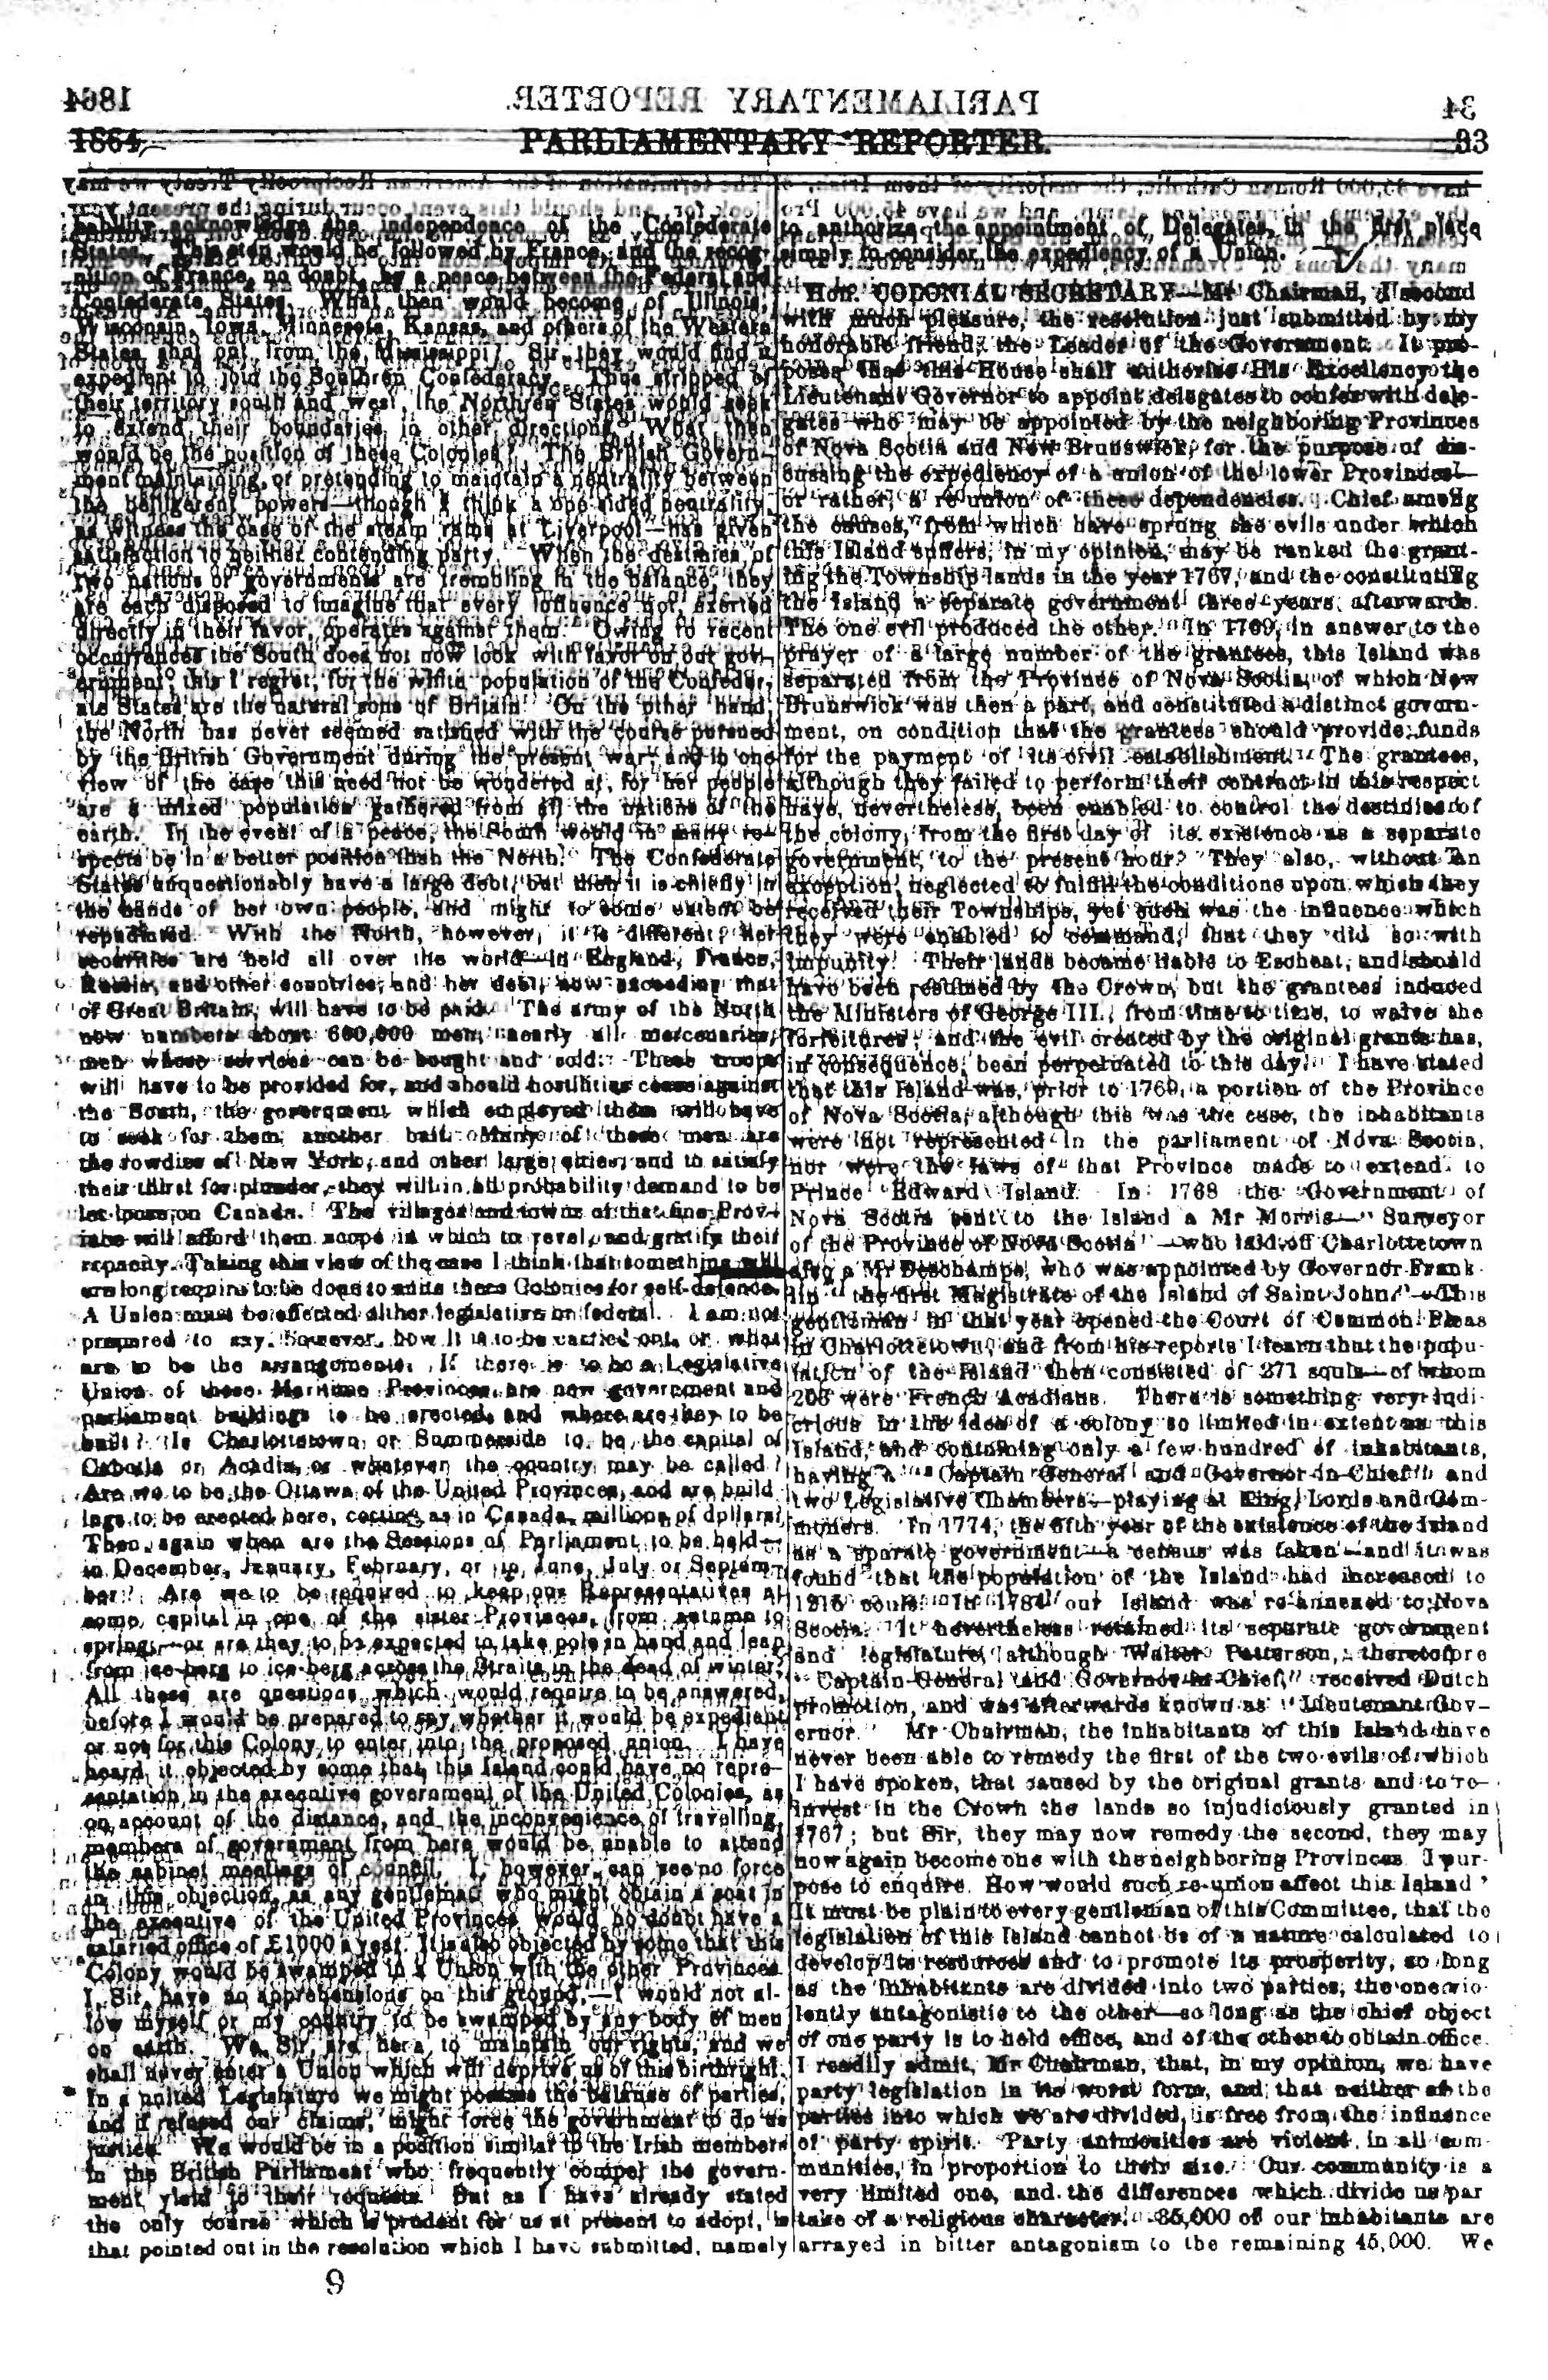 1864
PARLIAMENTARY REPORTER.
33
bability acknowledge the independence of the Confederate
States. The step would be followed by France, and the recog-
nition of France, no doubt, by a peace between the Federal and
Confederate States. What then would become of Illinois,
Wisconsin, Iowa, Minnesota, Kansas, and others of the Western
States shut out from the Mississippi? Sir, they would find it
expedient to join the Southren Confederacy. Thus stripped of
their territory south and west, the Northren States would seek
to extend their boundaries in other directions. What then
would be the position of these Colonies? The British Govern-
ment maintaining, or pretending to maintain a neutrality between
the belligerent powers—though I think a one sided neutrality,
as witness the case of the steam rams at Liverpool—has given
satisfaction to neither contending party. When the destinies of
two nations or governments are trembling in the balance, they
are each disposed to imagine that every influence not exerted
directly in their favor, operates against them. Owing to recent
occurrences the South does not now look with favor on our gov-
ernment; this I regret, for the white population of the Confeder-
ate States are the natural sons of Britain. On the other hand,
the North has never seemed satisfied with the course pursued
by the British Government during the present war; and in one
view of the case this need not be wondered at, for her people
are a mixed population gathered from all the nations of the
earth. In the event of a peace, the South would in many re-
spects be in a better position than the North. The Confederate
States unquestionably have a large debt, but then it is chiefly in
the hands of her own people, and might to some extent be
repudiated. With the North, however, it is different; her
securities are held all over the world—in England, France,
Russia, and other countries; and her debt, now exceeding that
of Great Britain, will have to be paid. The army of the North
now numbers about 600,000 men, nearly all mercenaries,
men whose services can be bought and sold. These troops
will have to be provided for, and should hostilities cease against
the South, the government which employed them will have
to seek for them another bait. Many of these men are
the rowdies of New York, and other large cities, and to satisfy
their thirst for plunder, they will in all probability demand to be
let loose on Canada. The villages and towns of that fine Prov-
ince will afford them scope in which to revel, and gratify their
rapacity. Taking this view of the case I think that something will
ere long require to be done to unite these Colonies for self-defence.
A Union must be effected either legislative or federal. I am not
prepared to say, however, how it is to be carried out, or what
are to be the arrangements. If there is to be a Legislative
Union of these Maritime Provinces, are new government and
parliament buildings to be erected, and where are they to be
built? Is Charlottetown or Summerside to be the capital of
Cabotia or Acadia, or whatever the country may be called?
Are we to be the Ottawa of the United Provinces, and are build
ings to be erected here, costing as in Canada, millions of dollars?
Then again when are the Sessions of Parliament to be held—
in December, January, February, or in June, July or Septem-
ber? Are we to be required to keep our Representatives at
some capital in one of the sister Provinces, from autumn to
spring,—or are they to be expected to take pole in hand and leap
from ice-berg to ice-berg across the Straits in the dead of winter.
All these are questions which would require to be answered,
before I would be prepared to say whether it would be expedient
or not for this Colony to enter into the proposed union. I have
heard it objected by some that this Island could have no repre-
sentation in the executive government of the United Colonies, as
on account of the distance, and the inconvenience of travelling,
members of government from here would be unable to attend
the cabinet meetings of council. I, however, can see no force
in this objection, as any gentleman who might obtain a seat in
the executive of the United Provinces would no doubt have a
salaried office of £1000 a year. It is also objected by some that this
Colony would be swamped in a Union with the other Provinces
I, Sir, have no apprehensions on this ground,—I would not al-
low myself or my country to be swamped by any body of men
on earth. We, Sir, are here to maintain our rights, and we
shall never enter a Union which will deprive us of this birthright.
In a united Legislature we might possess the balance of parties,
and if refused our claims, might force the government to do us
justice. We would be in a position similar to the Irish members
in the British Parliament who frequently compel the govern-
ment yield to their requests. But as I have already stated
the only course which is prudent for us at present to adopt, is
that pointed out in the resolution which I have submitted, namely
to authorize the appointment of Delegates, in the first place
simply to consider the expediency of a Union.
Hon. COLONIAL SECRETARY—Mr Chairman, I second
with much pleasure, the resolution just submitted by my
honorable friend, the Leader of the Government. It pro-
poses that this House shall authorise His Excellency the
Lieutenant Governor to appoint delegates to confer with dele-
gates who may be appointed by the neighboring Provinces
of Nova Scotia and New Brunswick, for the purpose of dis-
cussing the expediency of a union of the lower Provinces—
or rather, a re-union of these dependencies. Chief among
the causes, from which have sprung the evils under which
this Island suffers, in my opinion, may be ranked the grant-
ing the Township lands in the year 1767, and the constituting
the Island a separate government three years afterwards.
The one evil produced the other. In 1769, in answer to the
prayer of a large number of the grantees, this Island was
separated from the Province of Nova Scotia, of which New
Brunswick was then a part, and constituted a distinct govern-
ment, on condition that the grantees should provide funds
for the payment of its civil establishment. The grantees,
although they failed to perform their contract in this respect
have, nevertheless, been enabled to control the destinies of
the colony, from the first day of its existence as a separate
government, to the present hour. They also, without an
exception, neglected to fulfill the conditions upon which they
received their Townships, yet such was the influence which
they were enabled to command, that they did so with
impunity. Their lands became liable to Escheat, and should
have been resumed by the Crown, but the grantees induced
the Ministers of George III., from time to time, to waive the
forfeitures; and the evil created by the original grants has,
in consequence, been perpetuated to this day. I have stated
that this Island was, prior to 1769, a portion of the Province
of Nova Scotia; although this was the case, the inhabitants
were not represented in the parliament of Nova Scotia,
nor were the laws of that Province made to extend to
Prince Edward Island. In 1768 the Government of
Nova Scotia sent to the Island a Mr Morris—" Surveyor
of the Province of Nova Scotia"—who laid off Charlottetown
also a Mr Deschamps, who was appointed by Governor Frank-
lin " the first Magistrate of the Island of Saint John."—This
gentleman in that year opened the Court of Common Pleas
in Charlottetown, and from his reports I learn that the popu-
lation of the Island then consisted of 271 souls—of whom
203 were French Acadians. There is something very ludi-
crious in the idea of a colony so limited in extent as this
Island, and containing only a few hundred of inhabitants,
having a " Captain General and Governor-in-Chief" and
two Legislative Chambers—playing at King, Lords and Com-
moners. In 1774, the fifth year of the existence of the Island
as a sparate government—a census was taken—and it was
found that the population of the Island had increased to
1215 souls. In 1784 our Island was re-annexed to Nova
Scotia. It nevertheless retained its separate government
and legislature, although Walter Patterson, theretofore
" Captain-General and Governor-in-Chief," received Dutch
promotion, and was afterwards known as " Lieutenant Gov-
ernor." Mr Chairman, the inhabitants of this Island have
never been able to remedy the first of the two evils of which
I have spoken, that caused by the original grants and to re-
invest in the Crown the lands so injudiciously granted in
1767; but Sir, they may now remedy the second, they may
now again become one with the neighboring Provinces. I pur-
pose to enquire. How would such re-union affect this Island?
It must be plain to every gentleman of this Committee, that the
legislation of this Island cannot be of a nature calculated to
develop its resources and to promote its prosperity, so long
as the inhabitants are divided into two parties, the one vio-
lently antagonistic to the other—so long as the chief object
of one party is to hold office, and of the other to obtain office.
I readily admit, Mr Chairman, that, in my opinion, we have
party legislation in its worst form, and that neither of the
parties into which we are divided, is free from the influence
of party spirit. Party animosities are violent in all com-
munities, in proportion to their size. Our community is a
very limited one, and the differences which divide us par
take of a religious character. 35,000 of our inhabitants are
arrayed in bitter antagonism to the remaining 45,000. We
9